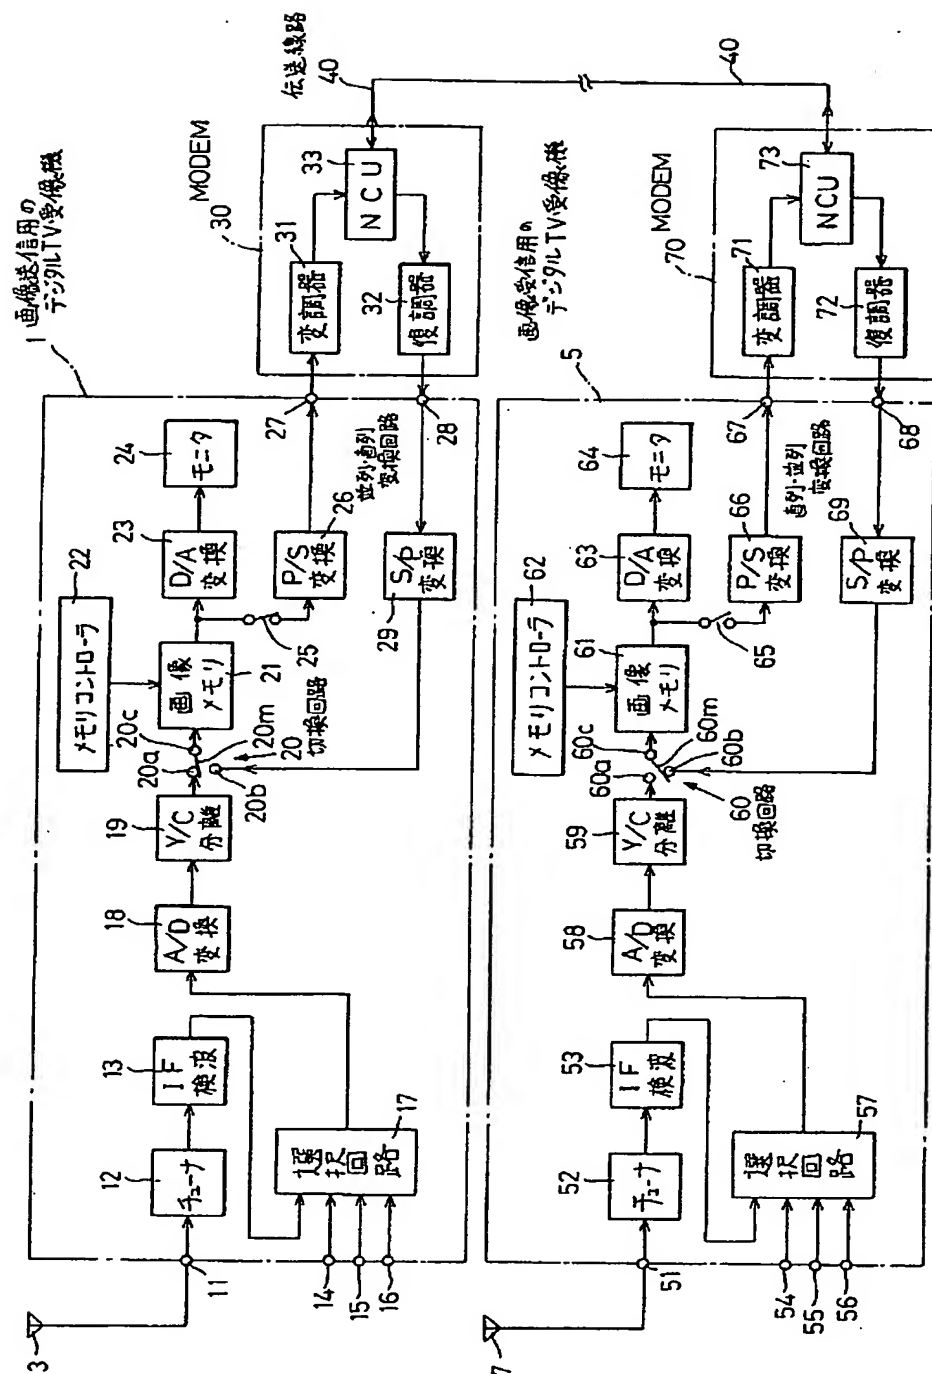 1 画像送信用の
デジタルTV受像機
3
11
12
チューナ
13
IF
検波
14
15
16
17
選択
回路
18
A/D
変換
19
Y/C
分離
20a
20c
20m
20
切換回路
20b
22
メモリコントローラ
画像
メモリ
21
23
D/A
変換
24
モニタ
25
26
並列・直列
変換回路
P/S
変換
27
28
29
S/P
変換
MODEM
30
31
変調器
33
NCU
32
復調器
伝送線路
40
40
画像受信用の
デジタルTV受像機
5
7
51
52
チューナ
53
IF
検波
54
55
56
57
選択
回路
58
A/D
変換
59
Y/C
分離
60a
60c
60m
60b
60
切換回路
62
メモリコントローラ
61
画像
メモリ
63
D/A
変換
64
モニタ
65
66
P/S
変換
直列・並列
変換回路
67
68
69
S/P
変換
MODEM
70
71
変調器
73
NCU
72
復調器